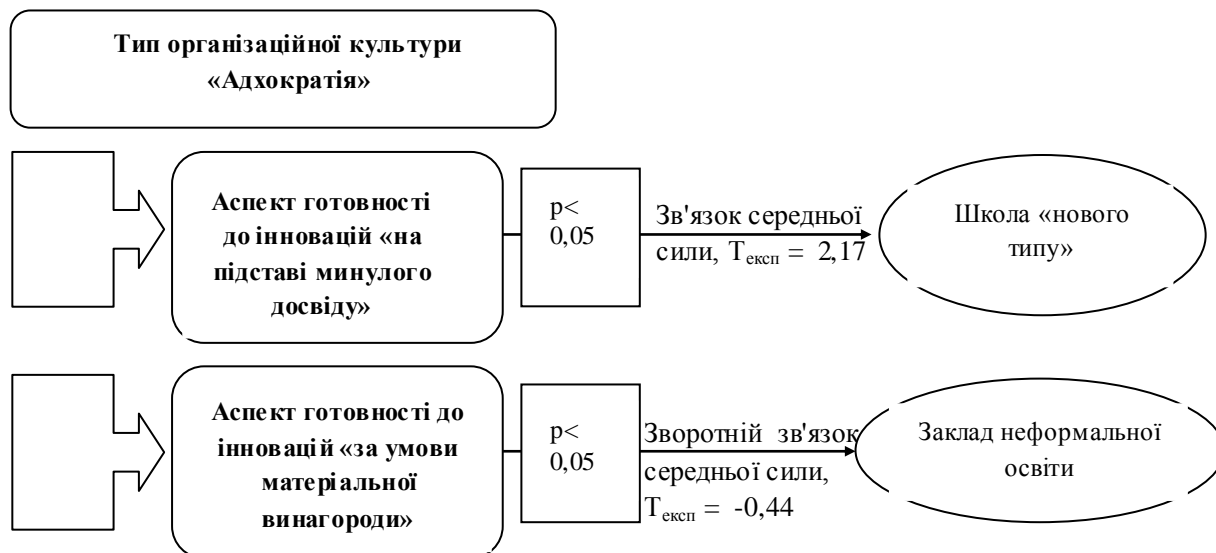 Тип організаційної культури
«Адхократія»
Аспект готовності
до інновацій «на
підставі минулого
досвіду»
p<
0,05
Зв'язок середньої
сили, Тексп = 2,17
Школа «нового
типу»
Аспект готовності до
інновацій «за умови
матеріальної
винагороди»
p<
0,05
Зворотній зв'язок
середньої сили,
Тексп = -0,44
Заклад неформальної
освіти